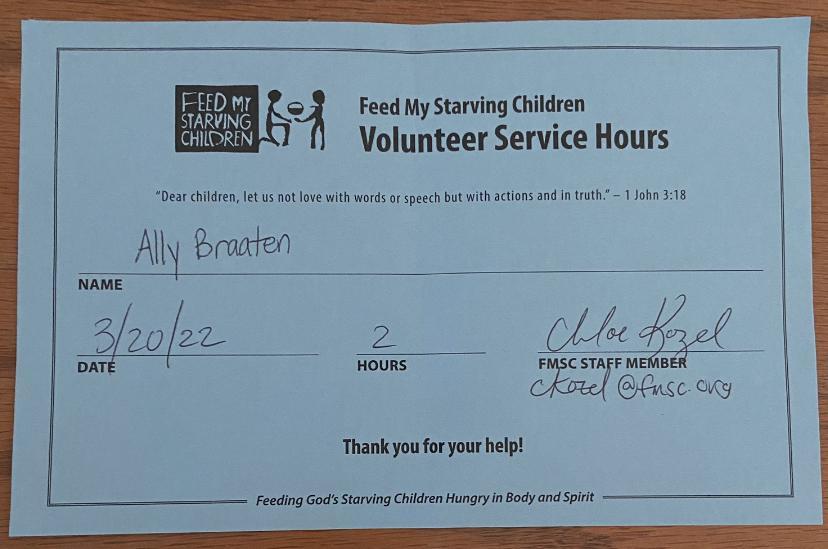 FEED MY
STARVING
CHILDREN
Feed My Starving Children
Volunteer Service Hours
“Dear children, let us not love with words or speech but with actions and in truth.” – 1 John 3:18
Ally Braaten
NAME
3/20/22 2 Chloe Kozel
DATE HOURS FMSC STAFF MEMBER
ckozel@fmsc.org
Thank you for your help!
Feeding God's Starving Children Hungry in Body and Spirit